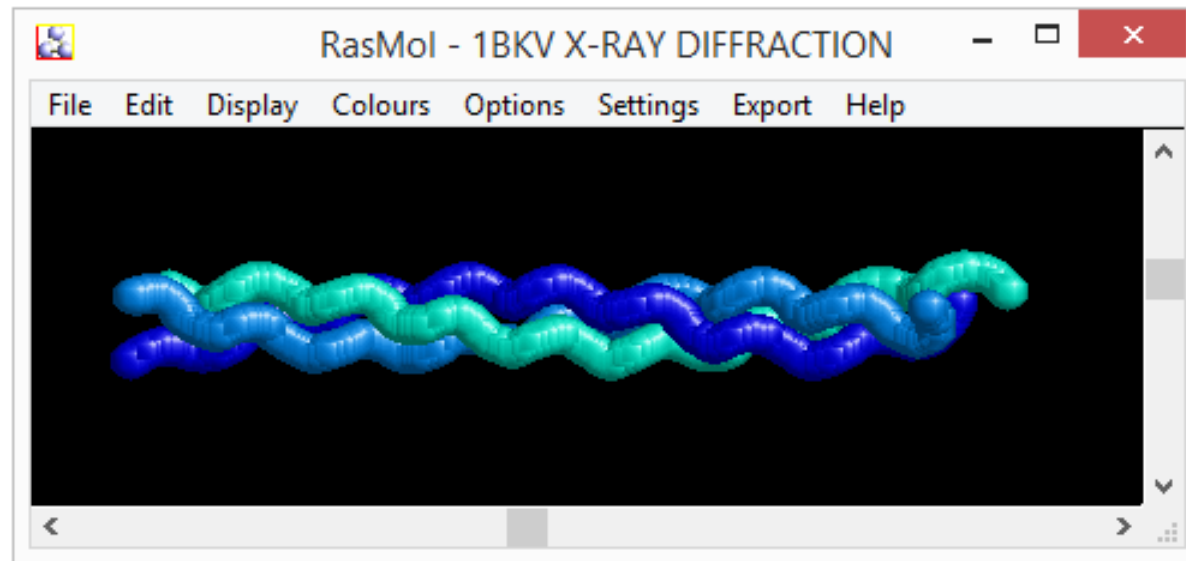 RasMol - 1BKV X-RAY DIFFRACTION
File Edit Display Colours Options Settings Export Help